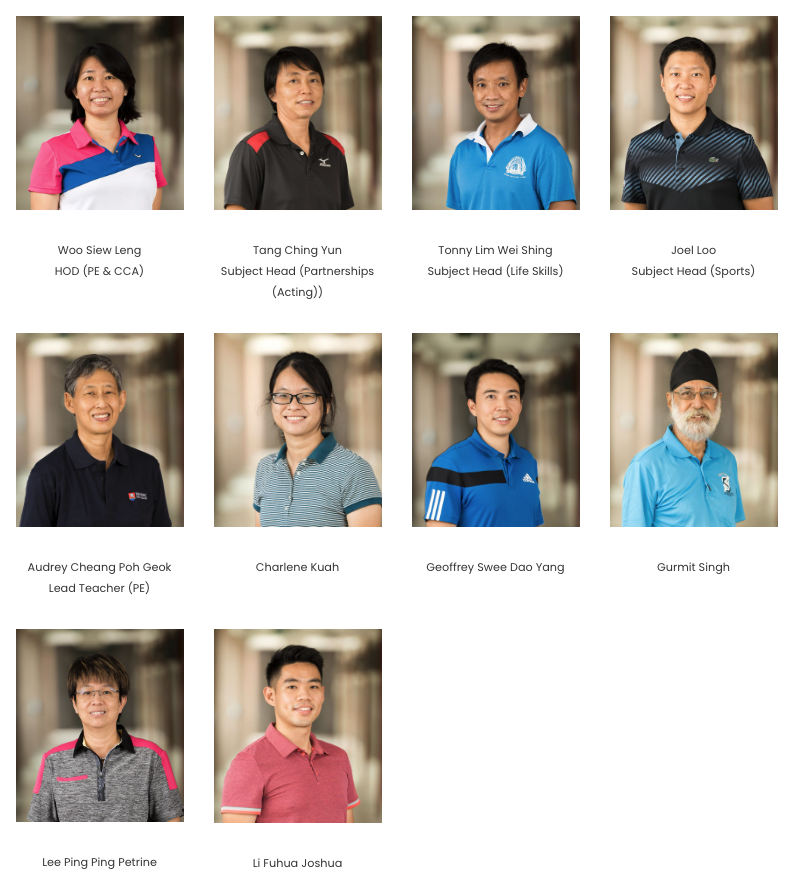 Woo Siew Leng
HOD (PE & CCA)
Tang Ching Yun
Subject Head (Partnerships
(Acting))
Tonny Lim Wei Shing
Subject Head (Life Skills)
Joel Loo
Subject Head (Sports)
Audrey Cheang Poh Geok
Lead Teacher (PE)
Charlene Kuah
Geoffrey Swee Dao Yang
Gurmit Singh
Lee Ping Ping Petrine
Li Fuhua Joshua